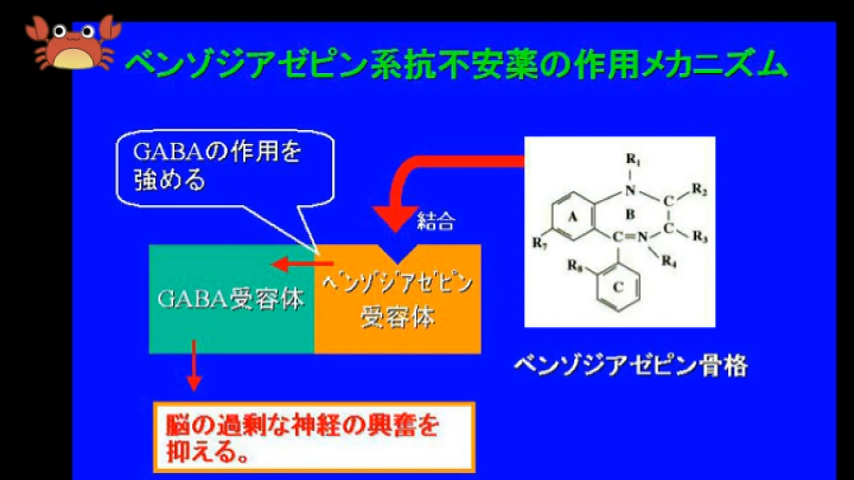 ベンゾジアゼピン系抗不安薬の作用メカニズム
GABAの作用を
強める
結合
GABA受容体
ﾍﾞﾝｿﾞｼﾞｱｾﾞﾋﾟﾝ
受容体
脳の過剰な神経の興奮を
抑える。
R₁
N
R₂
C
A
B
C
R₃
R₇
C=N
R₄
R₈
C
ベンゾジアゼピン骨格